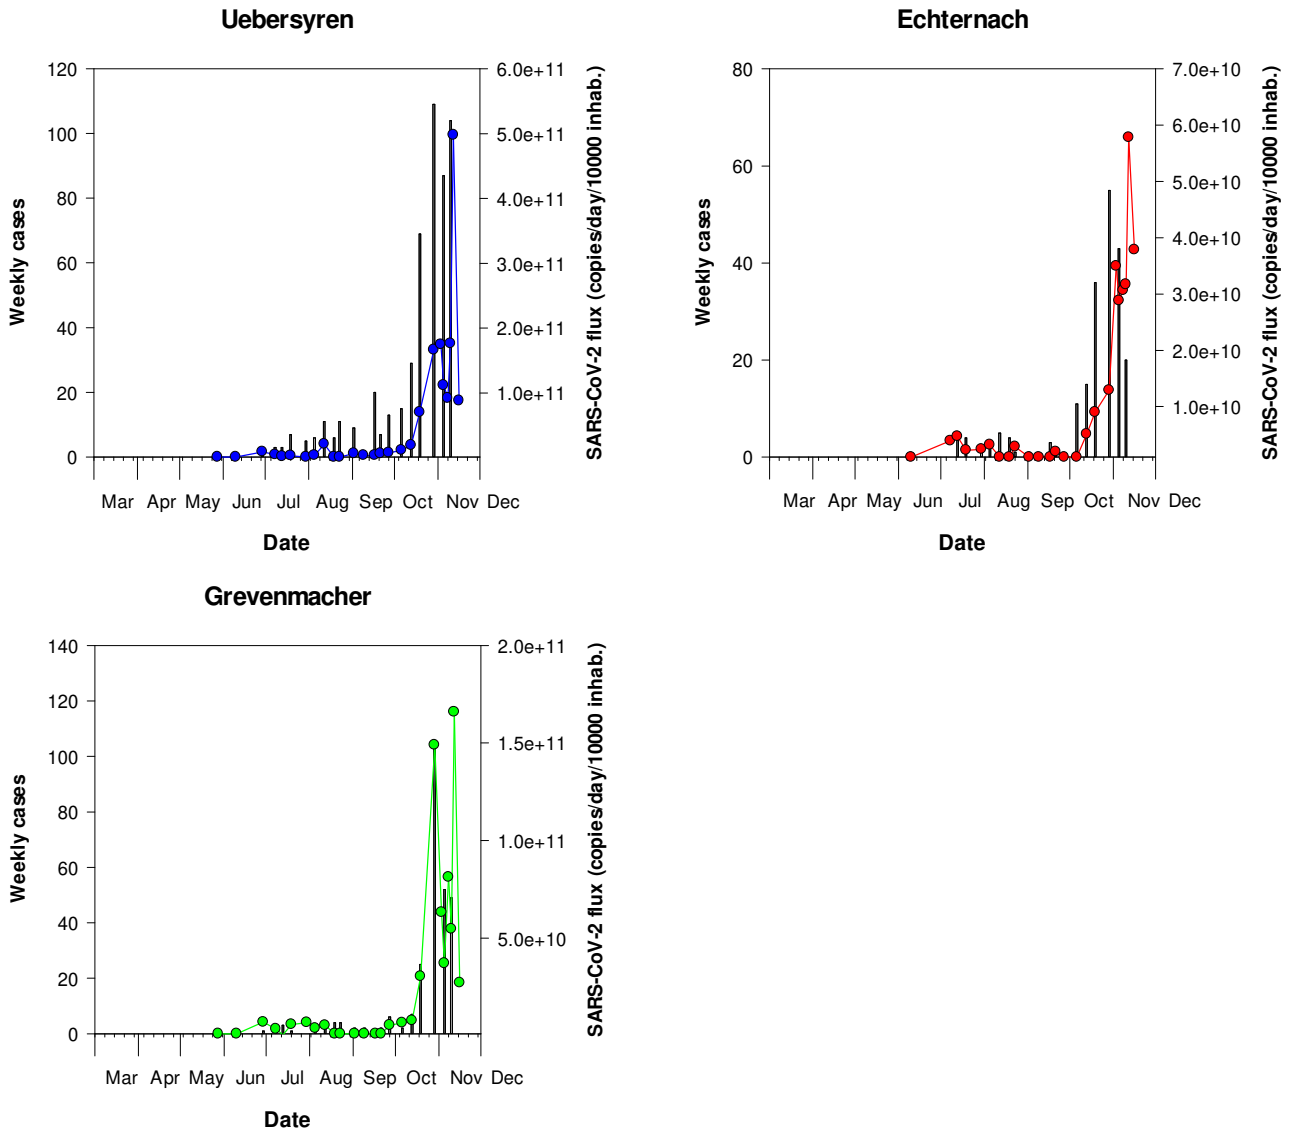 Uebersyren
120
100
80
60
40
20
0
Weekly cases
6.0e+11
5.0e+11
4.0e+11
3.0e+11
2.0e+11
1.0e+11
SARS-CoV-2 flux (copies/day/10000 inhab.)
Mar Apr May Jun Jul Aug Sep Oct Nov Dec
Date
Echternach
80
60
40
20
0
Weekly cases
7.0e+10
6.0e+10
5.0e+10
4.0e+10
3.0e+10
2.0e+10
1.0e+10
SARS-CoV-2 flux (copies/day/10000 inhab.)
Mar Apr May Jun Jul Aug Sep Oct Nov Dec
Date
Grevenmacher
140
120
100
80
60
40
20
0
Weekly cases
2.0e+11
1.5e+11
1.0e+11
5.0e+10
SARS-CoV-2 flux (copies/day/10000 inhab.)
Mar Apr May Jun Jul Aug Sep Oct Nov Dec
Date